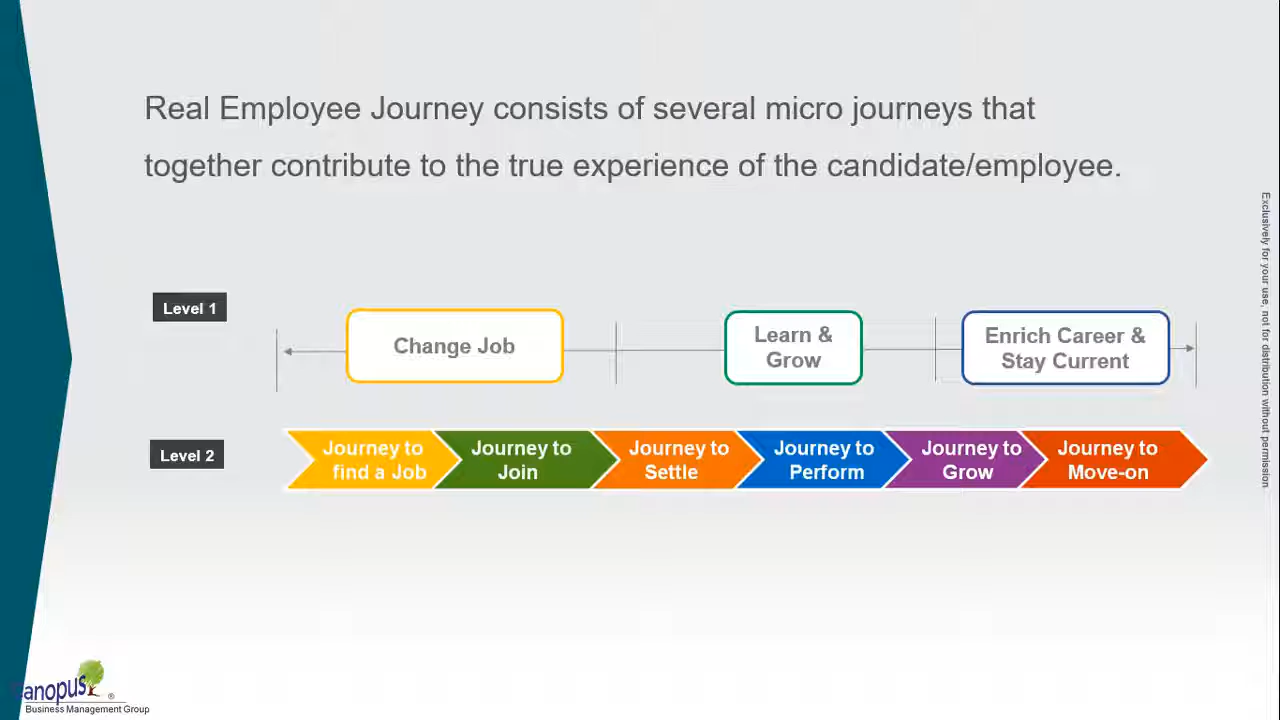 Real Employee Journey consists of several micro journeys that
together contribute to the true experience of the candidate/employee.
Level 1
Change Job
Learn &
Grow
Enrich Career &
Stay Current
Level 2
Journey to
find a Job
Journey to
Join
Journey to
Settle
Journey to
Perform
Journey to
Grow
Journey to
Move-on
Exclusively for your use, not for distribution without permission
Canopus ®
Business Management Group